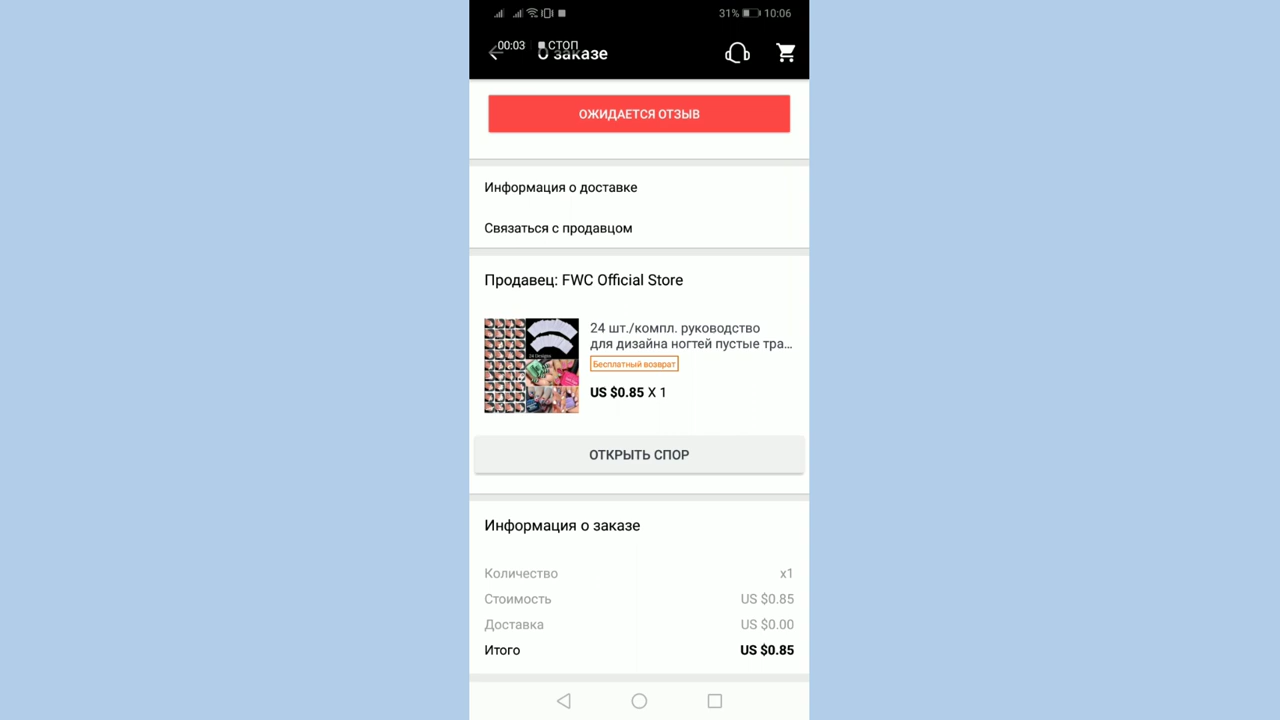 31% 10:06
00:03 СТОП
О заказе
ОЖИДАЕТСЯ ОТЗЫВ
Информация о доставке
Связаться с продавцом
Продавец: FWC Official Store
24 шт./компл. руководство
для дизайна ногтей пустые тра...
Бесплатный возврат
US $0.85 X 1
ОТКРЫТЬ СПОР
Информация о заказе
Количество x1
Стоимость US $0.85
Доставка US $0.00
Итого US $0.85